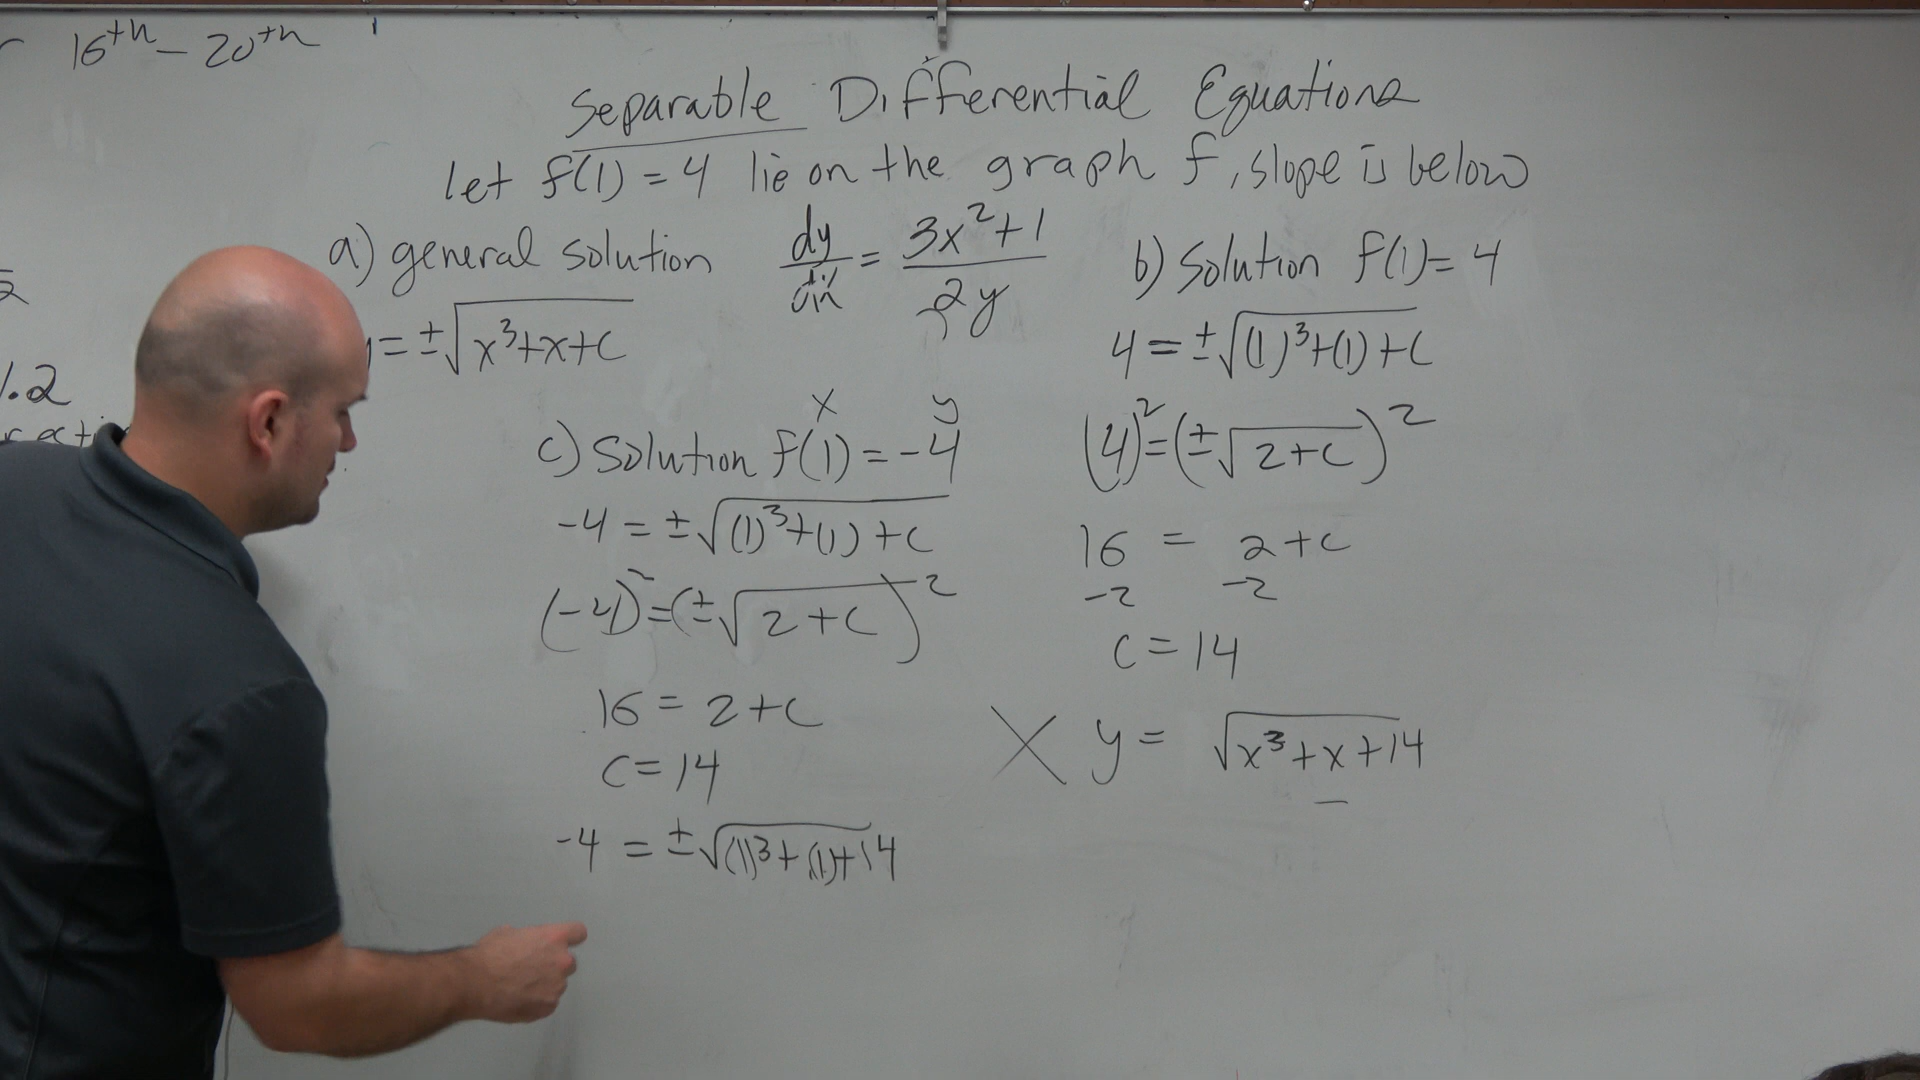 16th - 20th
Separable Differential Equations
let f(1) = 4 lie on the graph f, slope is below
a) general solution
= ±√(x³+x+C)
dy/dx = (3x²+1)/(2y)
b) Solution f(1) = 4
4 = ±√((1)³+(1)+C)
(4)² = (±√(2+C))²
16 = 2+C
-2 -2
C = 14
X y = √(x³+x+14)
x y
c) Solution f(1) = -4
-4 = ±√((1)³+(1)+C)
(-4)² = (±√(2+C))²
16 = 2+C
C = 14
-4 = ±√((1)³+(1)+14)
.2